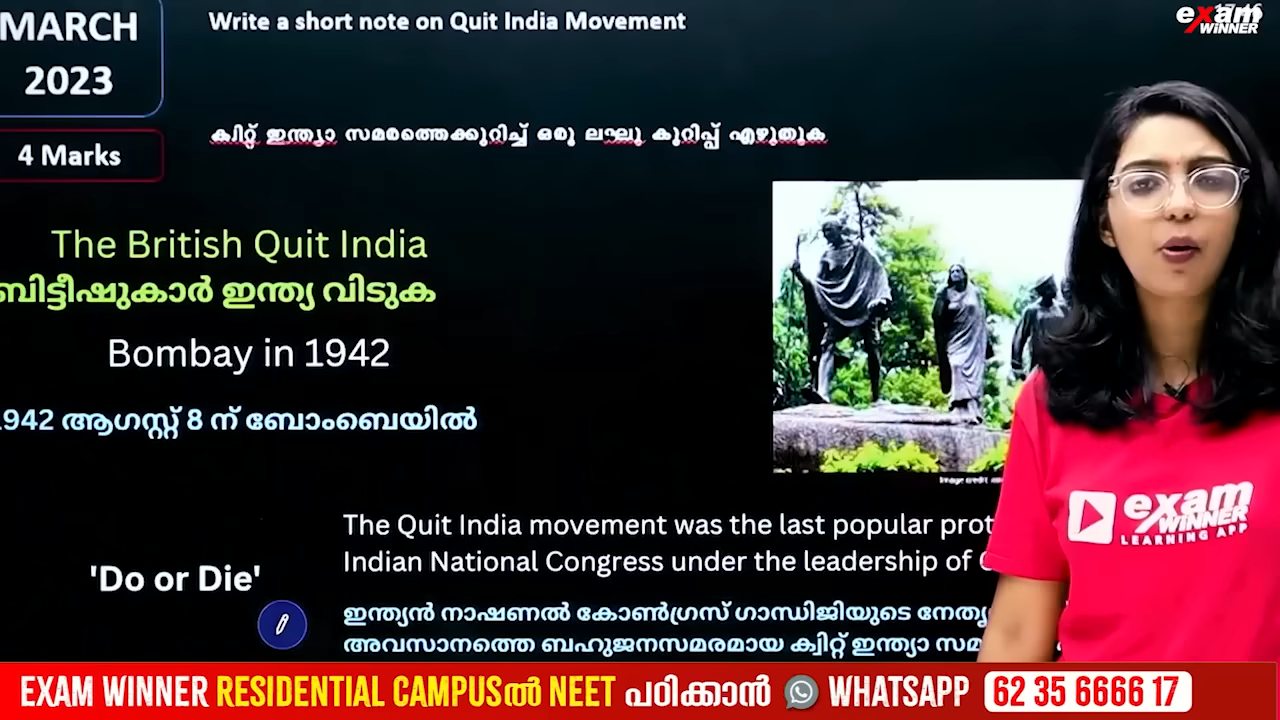 MARCH
2023
4 Marks
Write a short note on Quit India Movement
ക്വിറ്റ് ഇന്ത്യാ സമരത്തെക്കുറിച്ച് ഒരു ലഘു കുറിപ്പ് എഴുതുക
exam
WINNER
The British Quit India
ബ്രിട്ടീഷുകാർ ഇന്ത്യ വിടുക
Bombay in 1942
1942 ആഗസ്റ്റ് 8 ന് ബോംബെയിൽ
Image credit
'Do or Die'
The Quit India movement was the last popular
Indian National Congress under the leadership of
ഇന്ത്യൻ നാഷണൽ കോൺഗ്രസ് ഗാന്ധിജിയുടെ
അവസാനത്തെ ബഹുജനസമരമായ ക്വിറ്റ് ഇന്ത്യാ
exam
WINNER
LEARNING APP
EXAM WINNER RESIDENTIAL CAMPUSൽ NEET പഠിക്കാൻ WHATSAPP 62 35 6666 17